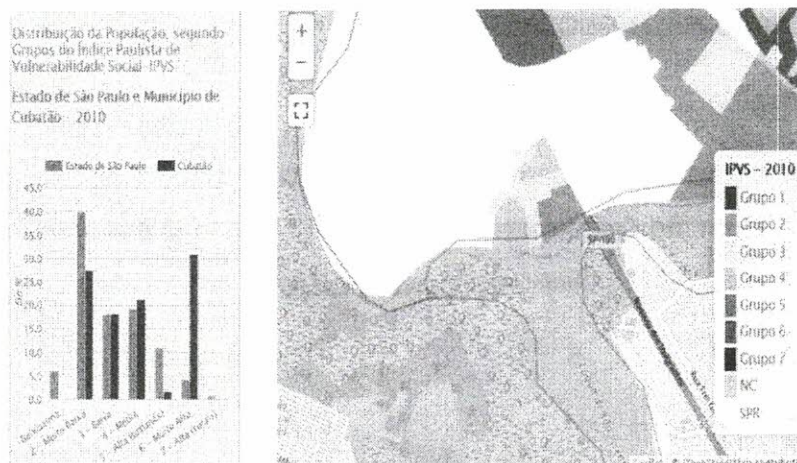 Distribuição da População, segundo
Grupos do Índice Paulista de
Vulnerabilidade Social-IPVS
Estado de São Paulo e Município de
Cubatão 2010
Estado de São Paulo
Cubatão
45,0
40,0
35,0
30,0
25,0
20,0
15,0
10,0
5,0
0,0
Em %
2 - Muito Baixa
3 - Baixa
4 - Média
5 - Alta
6 - Muito Alta
7 - Alta (rurais)
+
−
IPVS – 2010
Grupo 1
Grupo 2
Grupo 3
Grupo 4
Grupo 5
Grupo 6
Grupo 7
NC
SPR